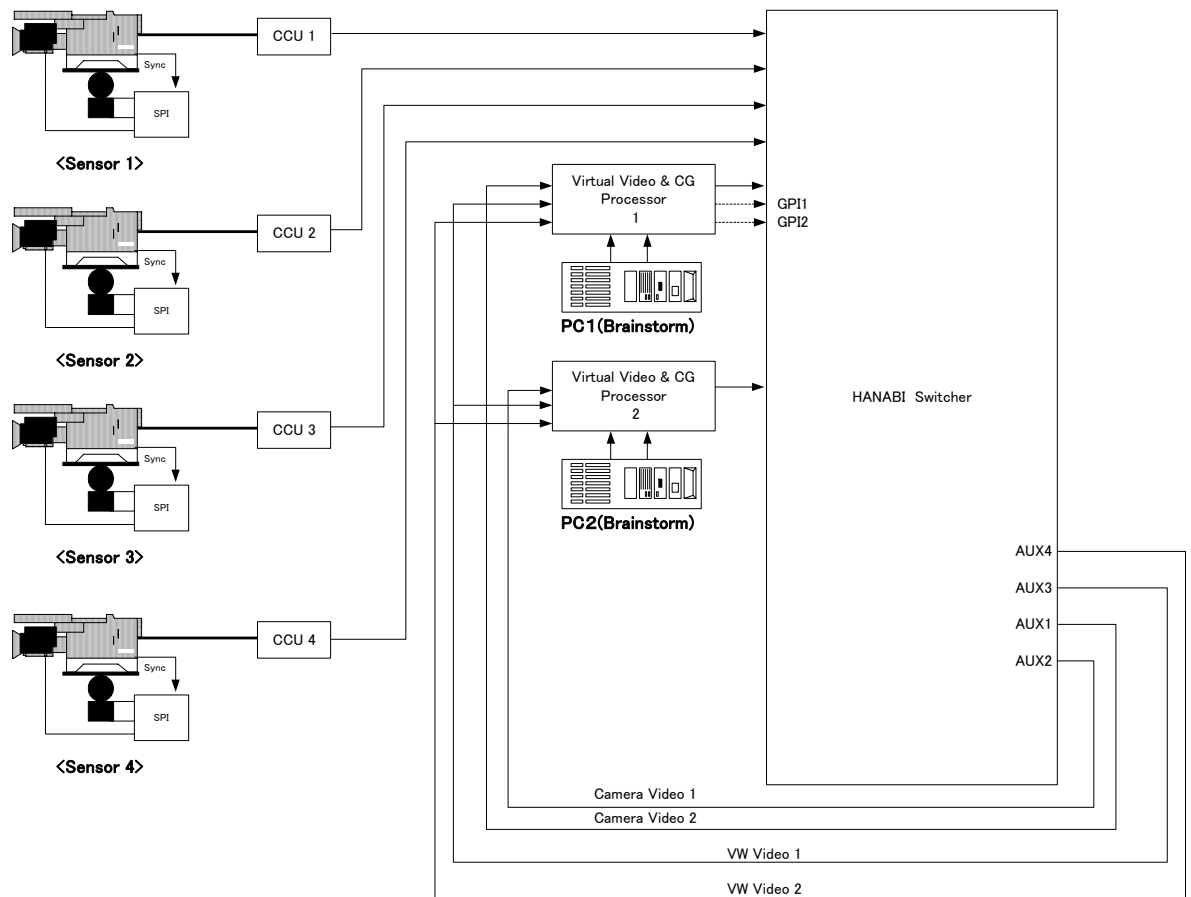 CCU 1
Sync
SPI
<Sensor 1>
CCU 2
Sync
SPI
<Sensor 2>
CCU 3
Sync
SPI
<Sensor 3>
CCU 4
Sync
SPI
<Sensor 4>
Virtual Video & CG
Processor
1
GPI1
GPI2
PC1(Brainstorm)
Virtual Video & CG
Processor
2
PC2(Brainstorm)
HANABI Switcher
AUX4
AUX3
AUX1
AUX2
Camera Video 1
Camera Video 2
VW Video 1
VW Video 2